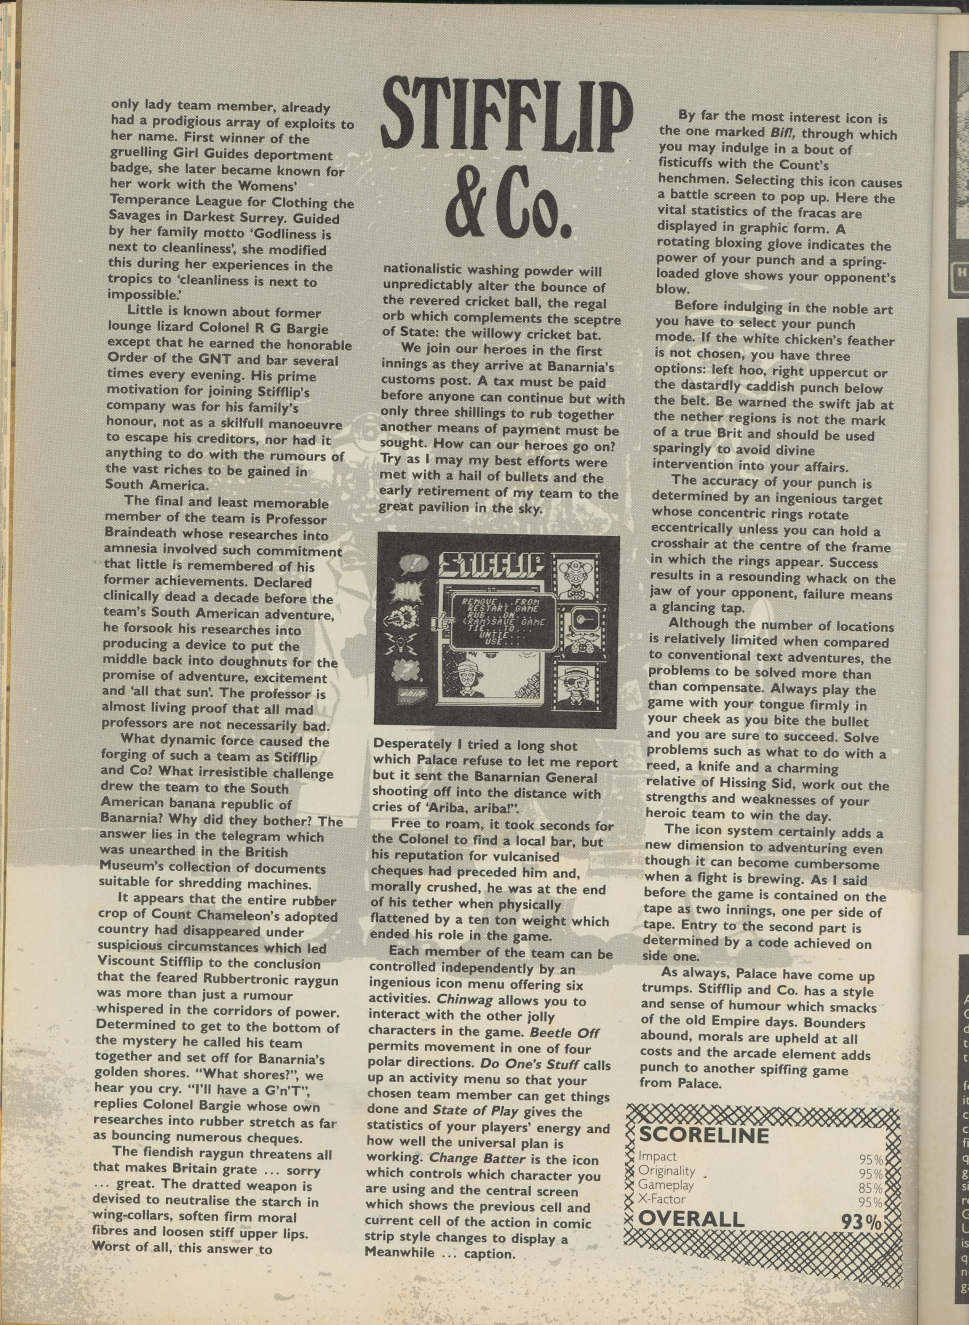 only lady team member, already
had a prodigious array of exploits to
her name. First winner of the
gruelling Girl Guides deportment
badge, she later became known for
her work with the Womens'
Temperance League for Clothing the
Savages in Darkest Surrey. Guided
by her family motto 'Godliness is
next to cleanliness', she modified
this during her experiences in the
tropics to 'cleanliness is next to
impossible.'
Little is known about former
lounge lizard Colonel R G Bargie
except that he earned the honorable
Order of the GNT and bar several
times every evening. His prime
motivation for joining Stifflip's
company was for his family's
honour, not as a skilfull manoeuvre
to escape his creditors, nor had it
anything to do with the rumours of
the vast riches to be gained in
South America.
The final and least memorable
member of the team is Professor
Braindeath whose researches into
amnesia involved such commitment
that little is remembered of his
former achievements. Declared
clinically dead a decade before the
team's South American adventure,
he forsook his researches into
producing a device to put the
middle back into doughnuts for the
promise of adventure, excitement
and 'all that sun'. The professor is
almost living proof that all mad
professors are not necessarily bad.
What dynamic force caused the
forging of such a team as Stifflip
and Co? What irresistible challenge
drew the team to the South
American banana republic of
Banarnia? Why did they bother? The
answer lies in the telegram which
was unearthed in the British
Museum's collection of documents
suitable for shredding machines.
It appears that the entire rubber
crop of Count Chameleon's adopted
country had disappeared under
suspicious circumstances which led
Viscount Stifflip to the conclusion
that the feared Rubbertronic raygun
was more than just a rumour
whispered in the corridors of power.
Determined to get to the bottom of
the mystery he called his team
together and set off for Banarnia's
golden shores. "What shores?", we
hear you cry. "I'll have a G'n'T",
replies Colonel Bargie whose own
researches into rubber stretch as far
as bouncing numerous cheques.
The fiendish raygun threatens all
that makes Britain grate ... sorry
... great. The dratted weapon is
devised to neutralise the starch in
wing-collars, soften firm moral
fibres and loosen stiff upper lips.
Worst of all, this answer to
STIFFLIP
& Co.
nationalistic washing powder will
unpredictably alter the bounce of
the revered cricket ball, the regal
orb which complements the sceptre
of State: the willowy cricket bat.
We join our heroes in the first
innings as they arrive at Banarnia's
customs post. A tax must be paid
before anyone can continue but with
only three shillings to rub together
another means of payment must be
sought. How can our heroes go on?
Try as I may my best efforts were
met with a hail of bullets and the
early retirement of my team to the
great pavilion in the sky.
STIFFLIP
REMOVE...FROM
RESTART GAME
RUB...ON...
(RAM)SAVE GAME
TIE...TO...
UNTIE...
USE...
Desperately I tried a long shot
which Palace refuse to let me report
but it sent the Banarnian General
shooting off into the distance with
cries of 'Ariba, ariba!".
Free to roam, it took seconds for
the Colonel to find a local bar, but
his reputation for vulcanised
cheques had preceded him and,
morally crushed, he was at the end
of his tether when physically
flattened by a ten ton weight which
ended his role in the game.
Each member of the team can be
controlled independently by an
ingenious icon menu offering six
activities. Chinwag allows you to
interact with the other jolly
characters in the game. Beetle Off
permits movement in one of four
polar directions. Do One's Stuff calls
up an activity menu so that your
chosen team member can get things
done and State of Play gives the
statistics of your players' energy and
how well the universal plan is
working. Change Batter is the icon
which controls which character you
are using and the central screen
which shows the previous cell and
current cell of the action in comic
strip style changes to display a
Meanwhile ... caption.
By far the most interest icon is
the one marked Bif!, through which
you may indulge in a bout of
fisticuffs with the Count's
henchmen. Selecting this icon causes
a battle screen to pop up. Here the
vital statistics of the fracas are
displayed in graphic form. A
rotating bloxing glove indicates the
power of your punch and a spring-
loaded glove shows your opponent's
blow.
Before indulging in the noble art
you have to select your punch
mode. If the white chicken's feather
is not chosen, you have three
options: left hoo, right uppercut or
the dastardly caddish punch below
the belt. Be warned the swift jab at
the nether regions is not the mark
of a true Brit and should be used
sparingly to avoid divine
intervention into your affairs.
The accuracy of your punch is
determined by an ingenious target
whose concentric rings rotate
eccentrically unless you can hold a
crosshair at the centre of the frame
in which the rings appear. Success
results in a resounding whack on the
jaw of your opponent, failure means
a glancing tap.
Although the number of locations
is relatively limited when compared
to conventional text adventures, the
problems to be solved more than
than compensate. Always play the
game with your tongue firmly in
your cheek as you bite the bullet
and you are sure to succeed. Solve
problems such as what to do with a
reed, a knife and a charming
relative of Hissing Sid, work out the
strengths and weaknesses of your
heroic team to win the day.
The icon system certainly adds a
new dimension to adventuring even
though it can become cumbersome
when a fight is brewing. As I said
before the game is contained on the
tape as two innings, one per side of
tape. Entry to the second part is
determined by a code achieved on
side one.
As always, Palace have come up
trumps. Stifflip and Co. has a style
and sense of humour which smacks
of the old Empire days. Bounders
abound, morals are upheld at all
costs and the arcade element adds
punch to another spiffing game
from Palace.
SCORELINE
Impact 95%
Originality 95%
Gameplay 85%
X-Factor 95%
OVERALL 93%